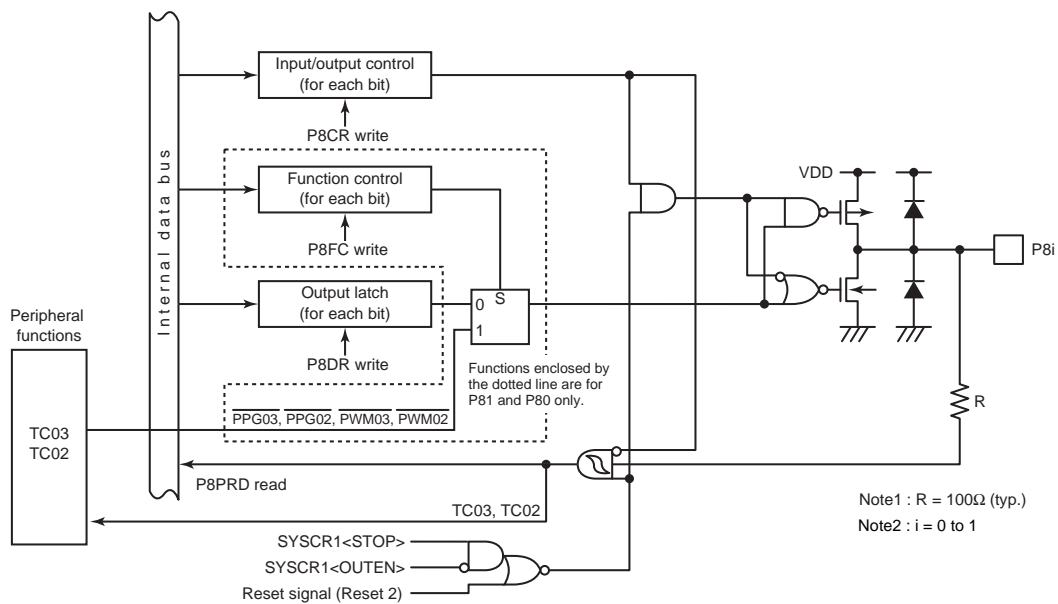 Input/output control
(for each bit)
P8CR write
Function control
(for each bit)
P8FC write
Internal data bus
Output latch
(for each bit)
P8DR write
S
0
1
VDD
P8i
R
Peripheral
functions
TC03
TC02
Functions enclosed by
the dotted line are for
P81 and P80 only.
PPG03, PPG02, PWM03, PWM02
P8PRD read
TC03, TC02
SYSCR1<STOP>
SYSCR1<OUTEN>
Reset signal (Reset 2)
Note1 : R = 100Ω (typ.)
Note2 : i = 0 to 1